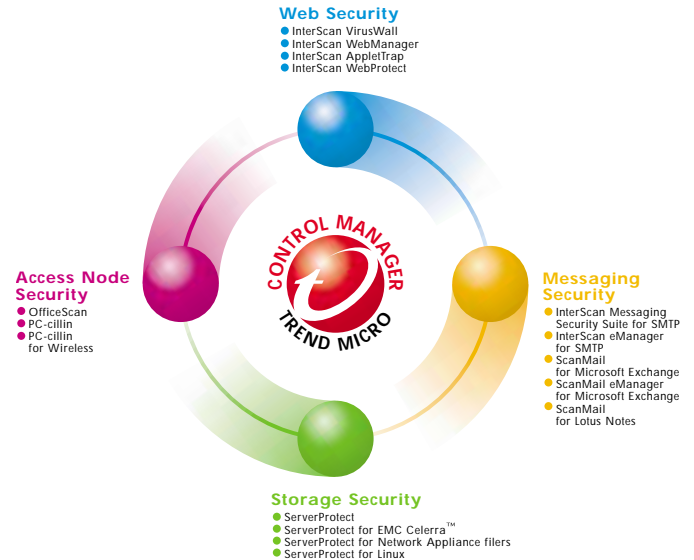 Web Security
InterScan VirusWall
InterScan WebManager
InterScan AppletTrap
InterScan WebProtect
CONTROL MANAGER
TREND MICRO
Access Node
Security
OfficeScan
PC-cillin
PC-cillin
for Wireless
Messaging
Security
InterScan Messaging
Security Suite for SMTP
InterScan eManager
for SMTP
ScanMail
for Microsoft Exchange
ScanMail eManager
for Microsoft Exchange
ScanMail
for Lotus Notes
Storage Security
ServerProtect
ServerProtect for EMC Celerra™
ServerProtect for Network Appliance filers
ServerProtect for Linux